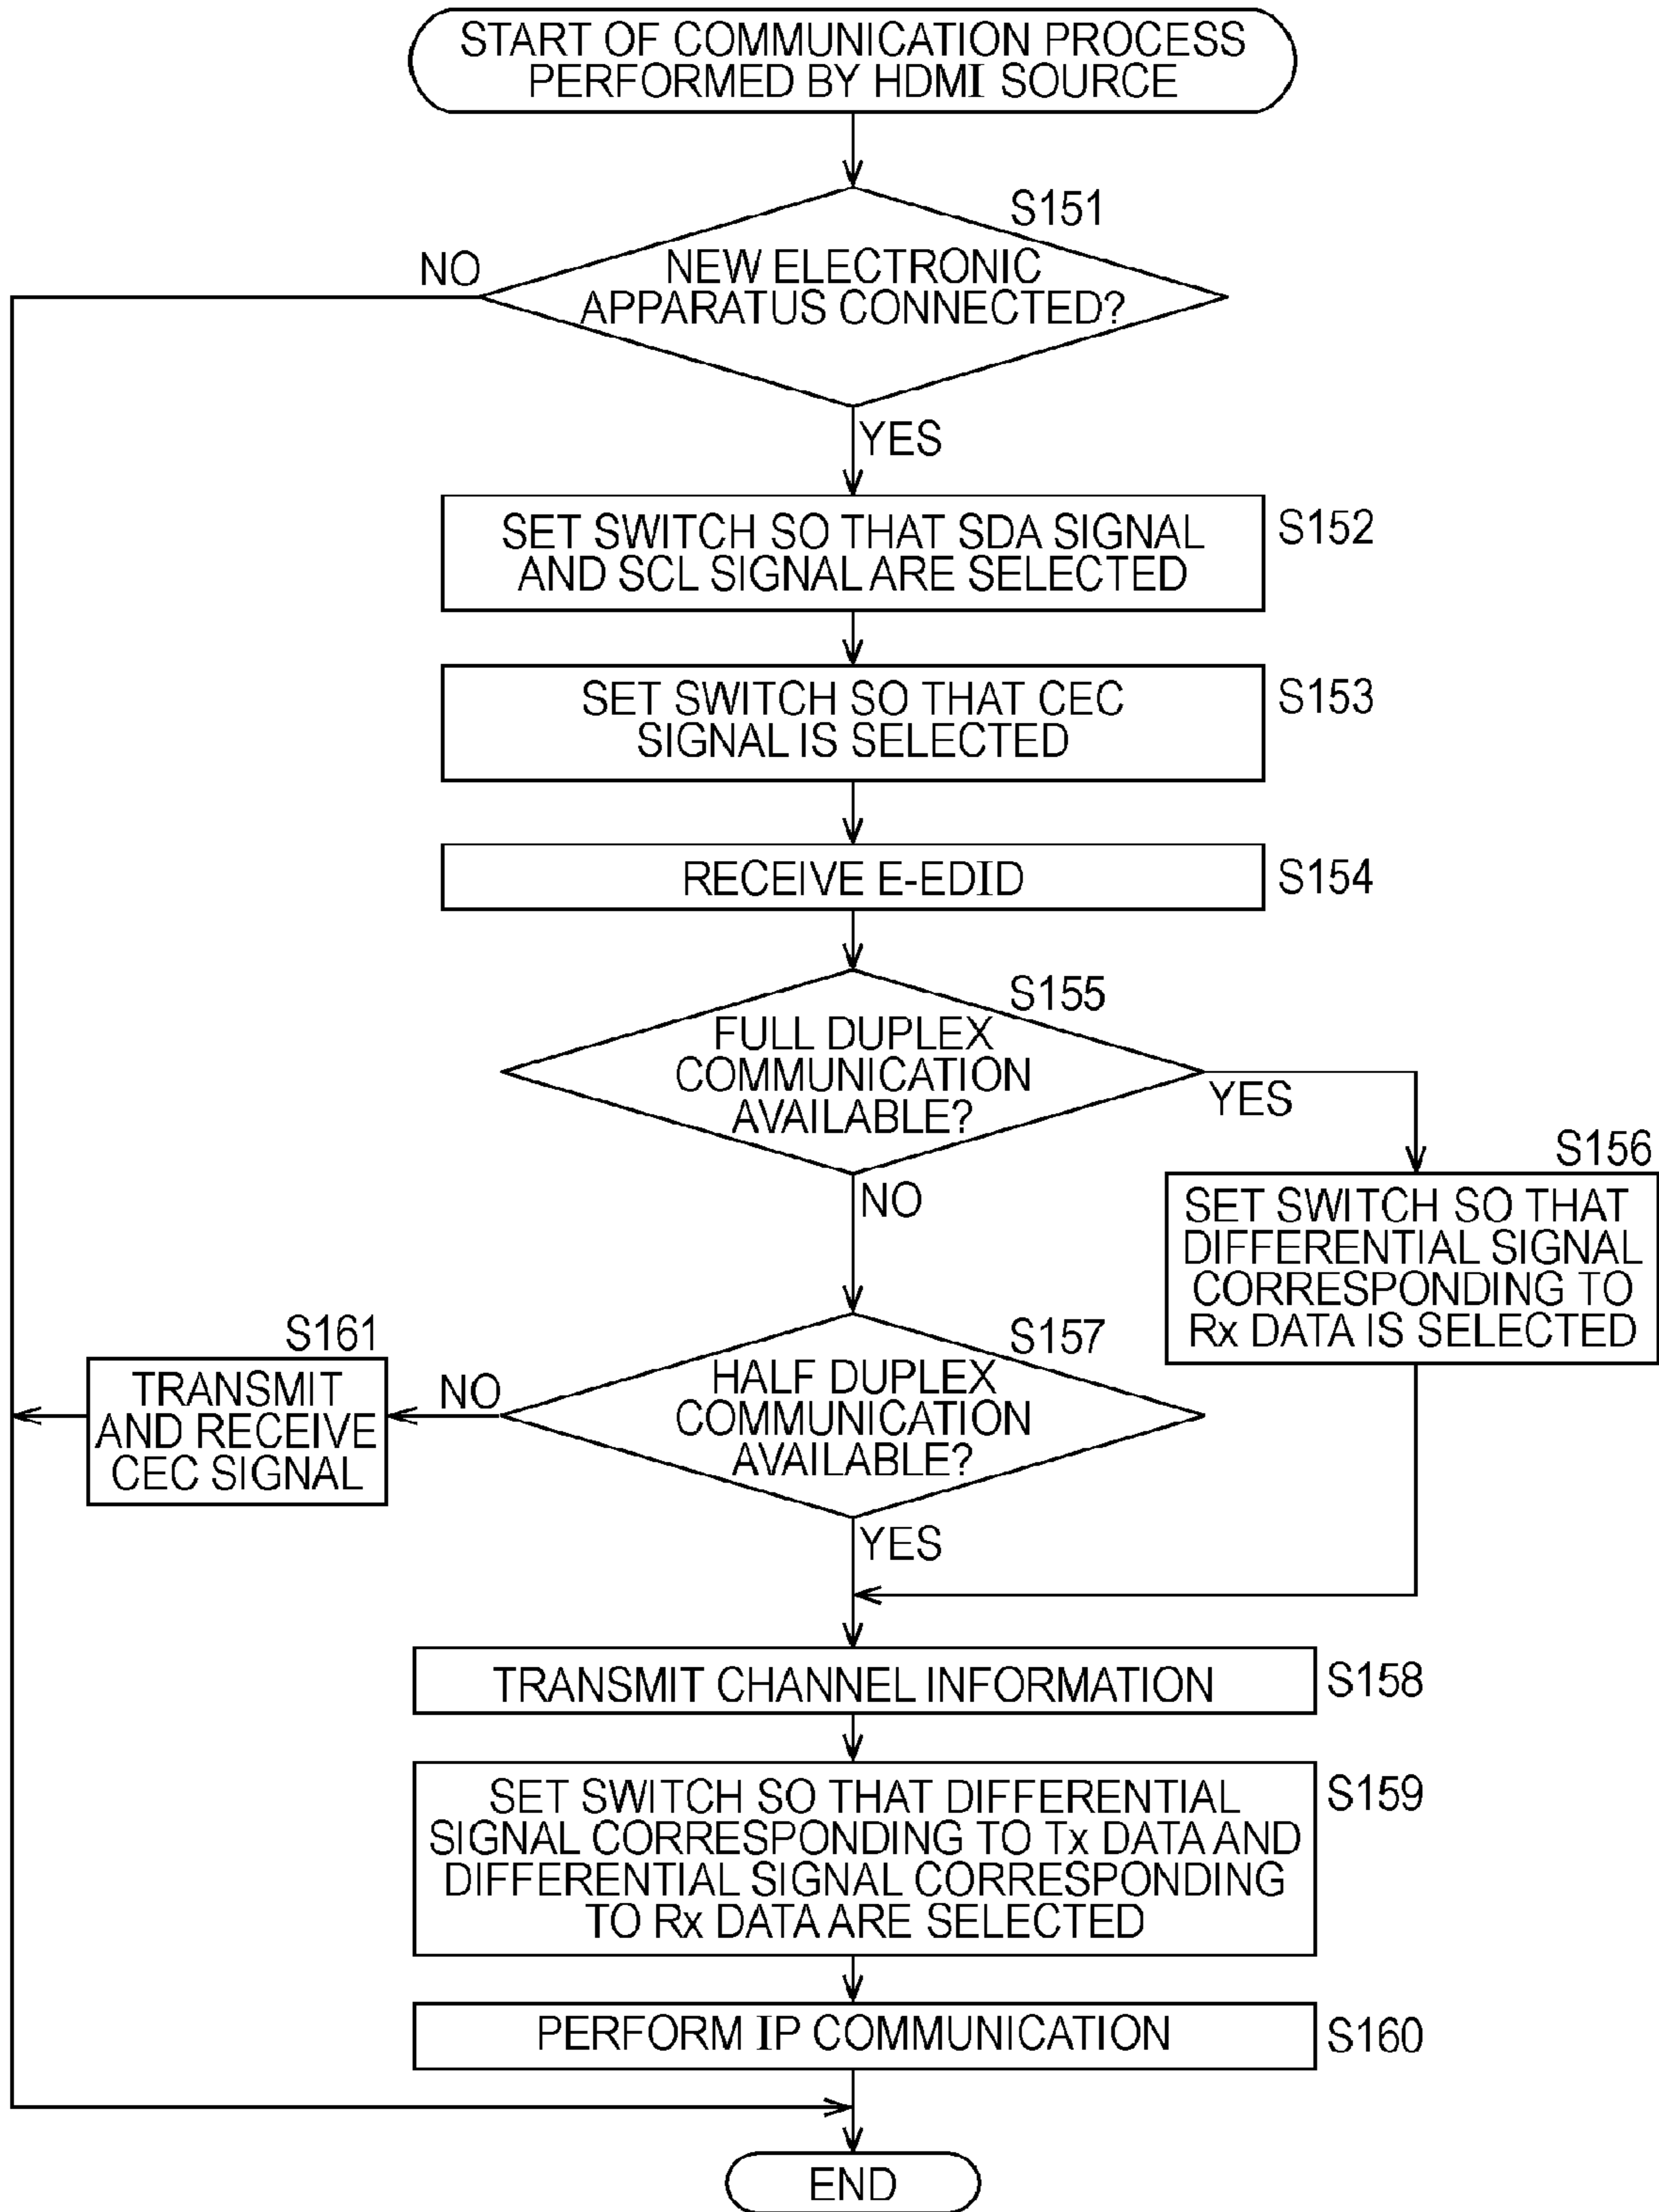 START OF COMMUNICATION PROCESS
PERFORMED BY HDMI SOURCE
S151
NEW ELECTRONIC
APPARATUS CONNECTED?
NO
YES
SET SWITCH SO THAT SDA SIGNAL
AND SCL SIGNAL ARE SELECTED
S152
SET SWITCH SO THAT CEC
SIGNAL IS SELECTED
S153
RECEIVE E-EDID
S154
S155
FULL DUPLEX
COMMUNICATION
AVAILABLE?
YES
NO
S156
SET SWITCH SO THAT
DIFFERENTIAL SIGNAL
CORRESPONDING TO
Rx DATA IS SELECTED
S157
HALF DUPLEX
COMMUNICATION
AVAILABLE?
NO
S161
TRANSMIT
AND RECEIVE
CEC SIGNAL
YES
TRANSMIT CHANNEL INFORMATION
S158
SET SWITCH SO THAT DIFFERENTIAL
SIGNAL CORRESPONDING TO Tx DATA AND
DIFFERENTIAL SIGNAL CORRESPONDING
TO Rx DATA ARE SELECTED
S159
PERFORM IP COMMUNICATION
S160
END